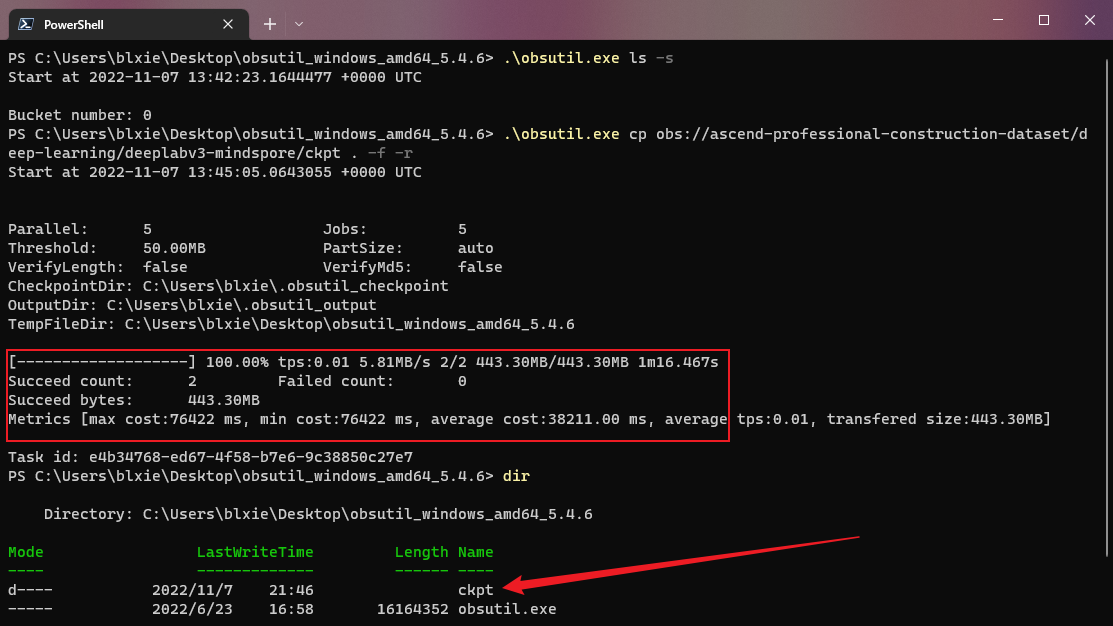 PowerShell
PS C:\Users\blxie\Desktop\obsutil_windows_amd64_5.4.6> .\obsutil.exe ls -s
Start at 2022-11-07 13:42:23.1644477 +0000 UTC
Bucket number: 0
PS C:\Users\blxie\Desktop\obsutil_windows_amd64_5.4.6> .\obsutil.exe cp obs://ascend-professional-construction-dataset/d
eep-learning/deeplabv3-mindspore/ckpt . -f -r
Start at 2022-11-07 13:45:05.0643055 +0000 UTC
Parallel: 5 Jobs: 5
Threshold: 50.00MB PartSize: auto
VerifyLength: false VerifyMd5: false
CheckpointDir: C:\Users\blxie\.obsutil_checkpoint
OutputDir: C:\Users\blxie\.obsutil_output
TempFileDir: C:\Users\blxie\Desktop\obsutil_windows_amd64_5.4.6
[-------------------] 100.00% tps:0.01 5.81MB/s 2/2 443.30MB/443.30MB 1m16.467s
Succeed count: 2 Failed count: 0
Succeed bytes: 443.30MB
Metrics [max cost:76422 ms, min cost:76422 ms, average cost:38211.00 ms, average tps:0.01, transfered size:443.30MB]
Task id: e4b34768-ed67-4f58-b7e6-9c38850c27e7
PS C:\Users\blxie\Desktop\obsutil_windows_amd64_5.4.6> dir
Directory: C:\Users\blxie\Desktop\obsutil_windows_amd64_5.4.6
Mode LastWriteTime Length Name
---- ------------- ------ ----
d---- 2022/11/7 21:46 ckpt
----- 2022/6/23 16:58 16164352 obsutil.exe